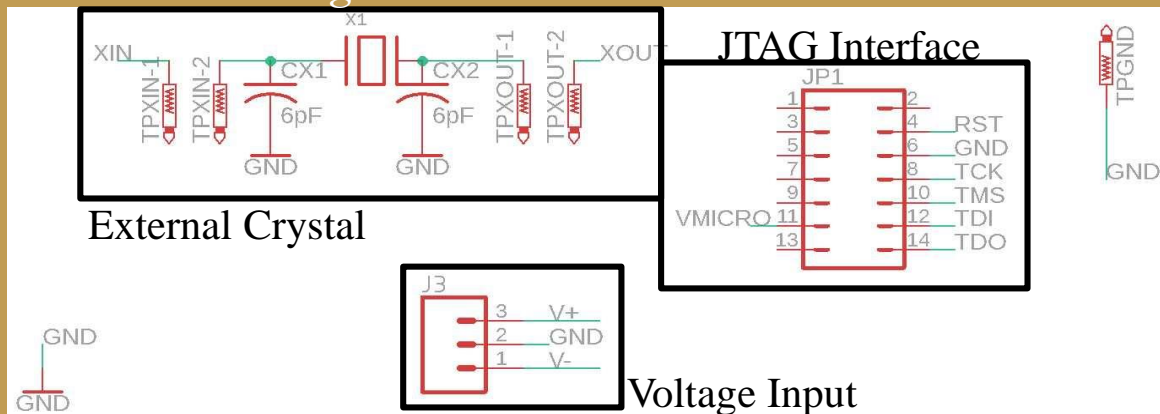 X1
XIN
TPXIN-1
TPXIN-2
CX1
6pF
GND
CX2
6pF
GND
TPXOUT-1
TPXOUT-2
XOUT
External Crystal
JTAG Interface
JP1
1 2
3 4 RST
5 6 GND
7 8 TCK
9 10 TMS
VMICRO 11 12 TDI
13 14 TDO
TPGND
GND
J3
3 V+
2 GND
1 V-
Voltage Input
GND
GND